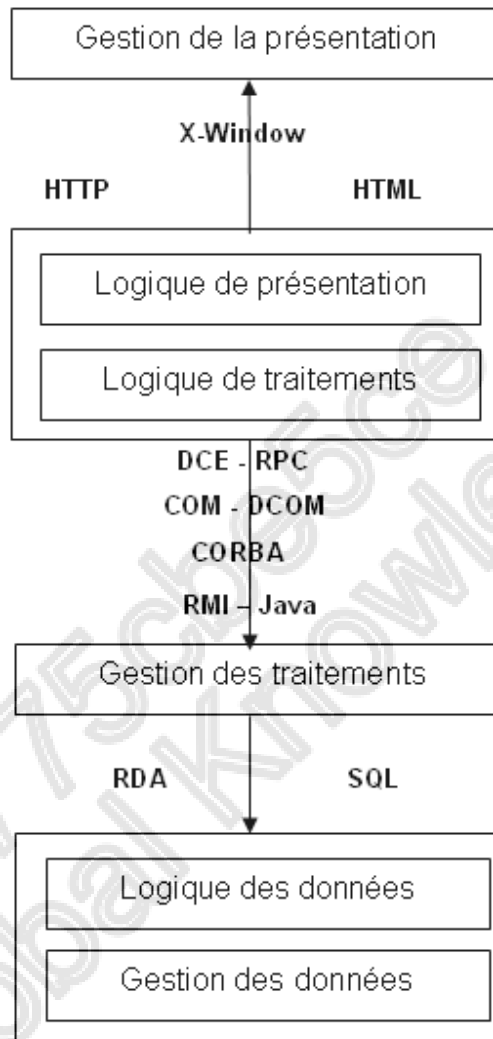 Gestion de la présentation
X-Window
HTTP HTML
Logique de présentation
Logique de traitements
DCE - RPC
COM - DCOM
CORBA
RMI – Java
Gestion des traitements
RDA SQL
Logique des données
Gestion des données